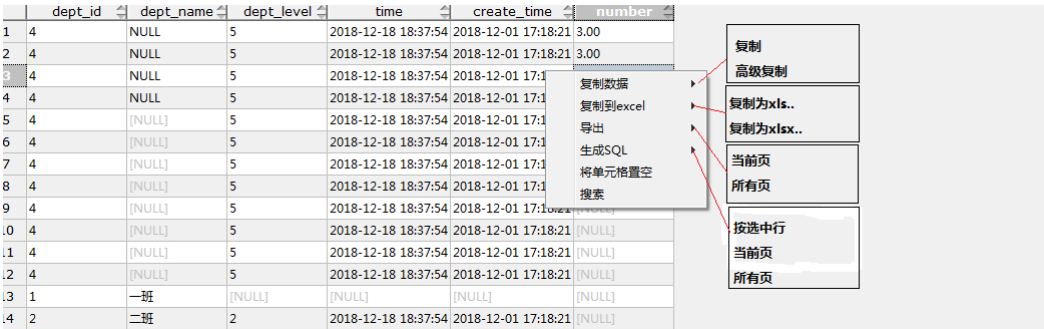 dept_id dept_name dept_level time create_time number
1 4 NULL 5 2018-12-18 18:37:54 2018-12-01 17:18:21 3.00
2 4 NULL 5 2018-12-18 18:37:54 2018-12-01 17:18:21 3.00
3 4 NULL 5 2018-12-18 18:37:54 2018-12-01 17:1
4 4 NULL 5 2018-12-18 18:37:54 2018-12-01 17:1
5 4 [NULL] 5 2018-12-18 18:37:54 2018-12-01 17:1
6 4 [NULL] 5 2018-12-18 18:37:54 2018-12-01 17:1
7 4 [NULL] 5 2018-12-18 18:37:54 2018-12-01 17:1
8 4 [NULL] 5 2018-12-18 18:37:54 2018-12-01 17:1
9 4 [NULL] 5 2018-12-18 18:37:54 2018-12-01 17:18:21 [NULL]
.0 4 [NULL] 5 2018-12-18 18:37:54 2018-12-01 17:18:21 [NULL]
.1 4 [NULL] 5 2018-12-18 18:37:54 2018-12-01 17:18:21 [NULL]
.2 4 [NULL] 5 2018-12-18 18:37:54 2018-12-01 17:18:21 [NULL]
.3 1 一班 [NULL] [NULL] [NULL] [NULL]
.4 2 二班 2 2018-12-18 18:37:54 2018-12-01 17:18:21 [NULL]
复制数据
复制到excel
导出
生成SQL
将单元格置空
搜索
复制
高级复制
复制为xls..
复制为xlsx..
当前页
所有页
按选中行
当前页
所有页